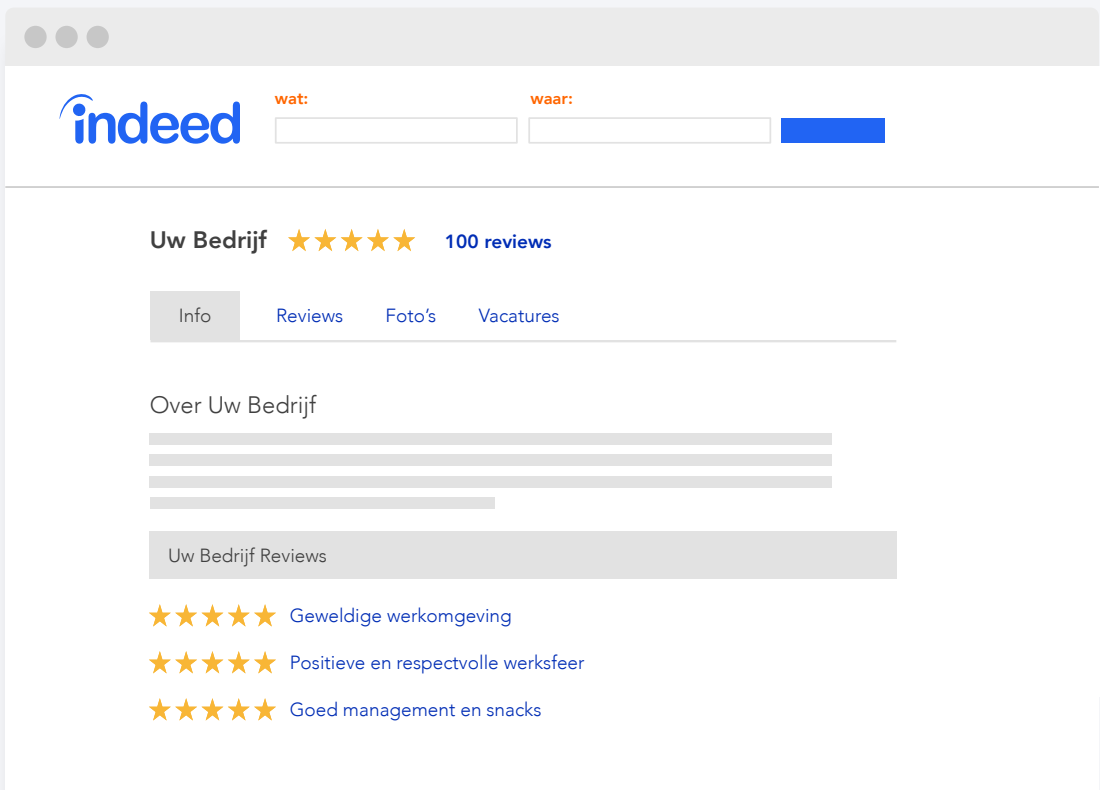 indeed
wat: waar:
Uw Bedrijf 100 reviews
Info Reviews Foto’s Vacatures
Over Uw Bedrijf
Uw Bedrijf Reviews
Geweldige werkomgeving
Positieve en respectvolle werksfeer
Goed management en snacks